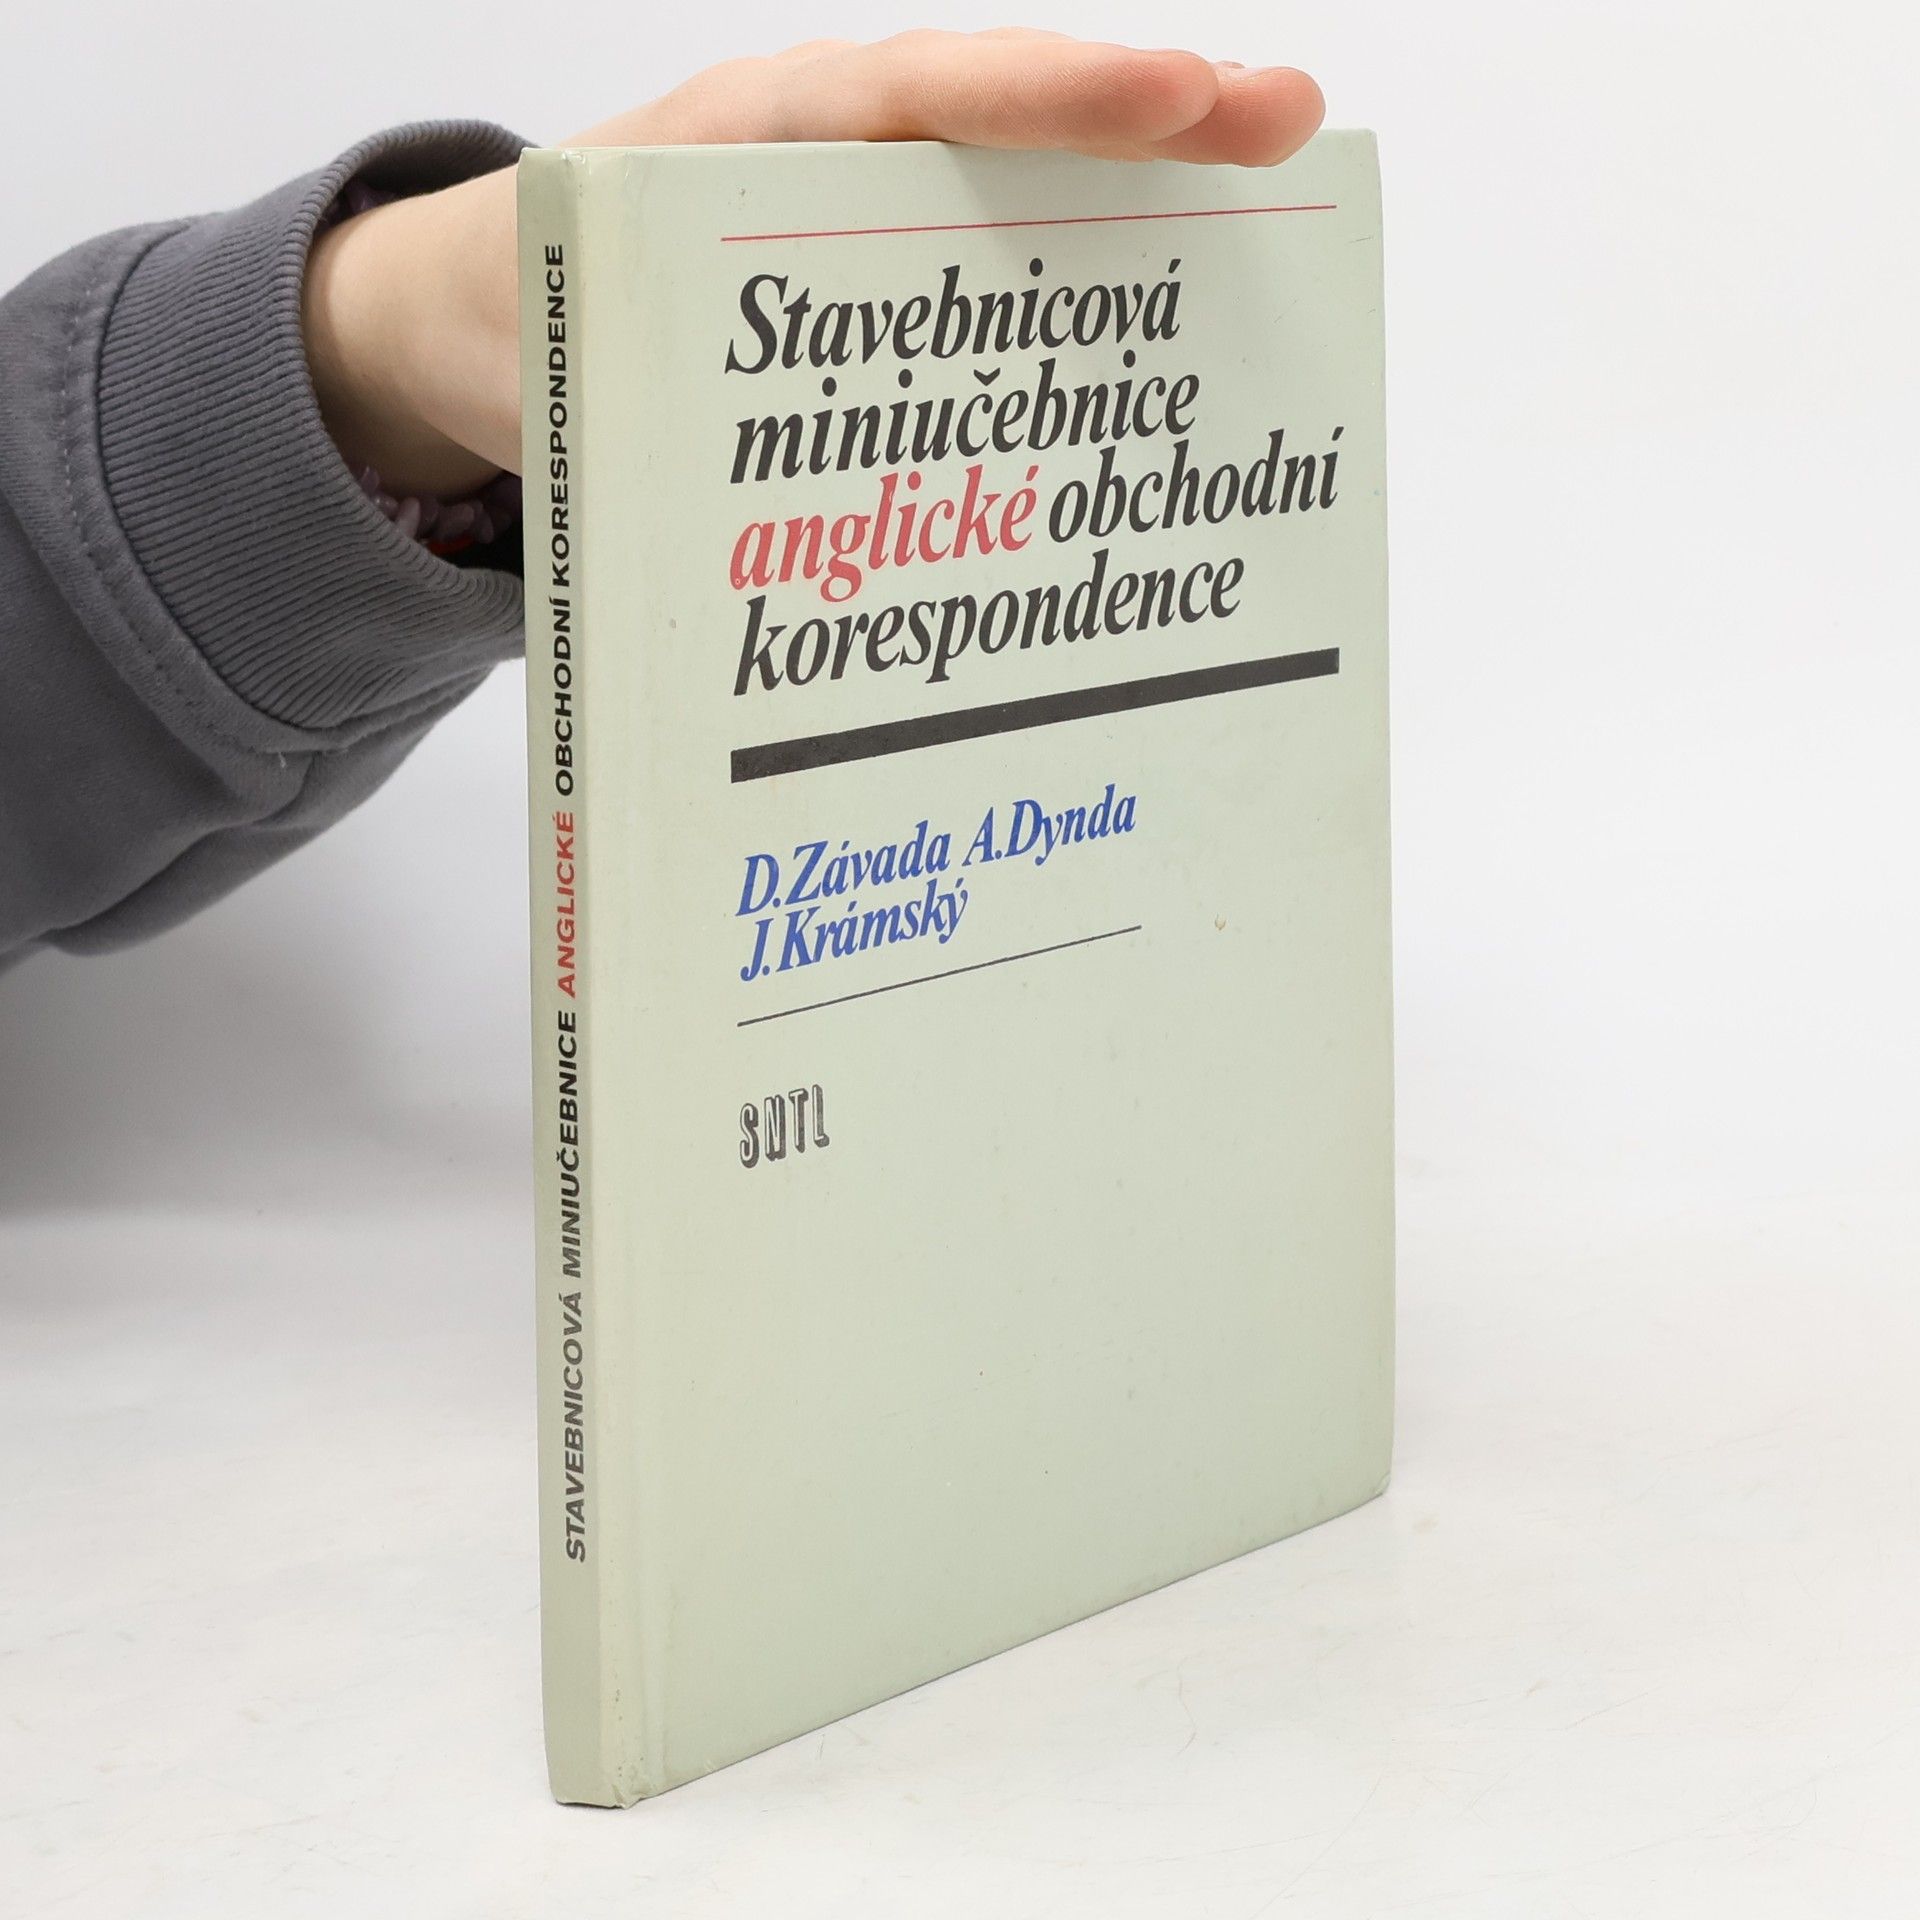 STAVEBNICOVÁ MINIUČEBNICE ANGLICKÉ OBCHODNÍ KORESPONDENCE
Stavebnicová
miniučebnice
anglické obchodní
korespondence
D. Závada A. Dynda
J. Krámský
SNTL